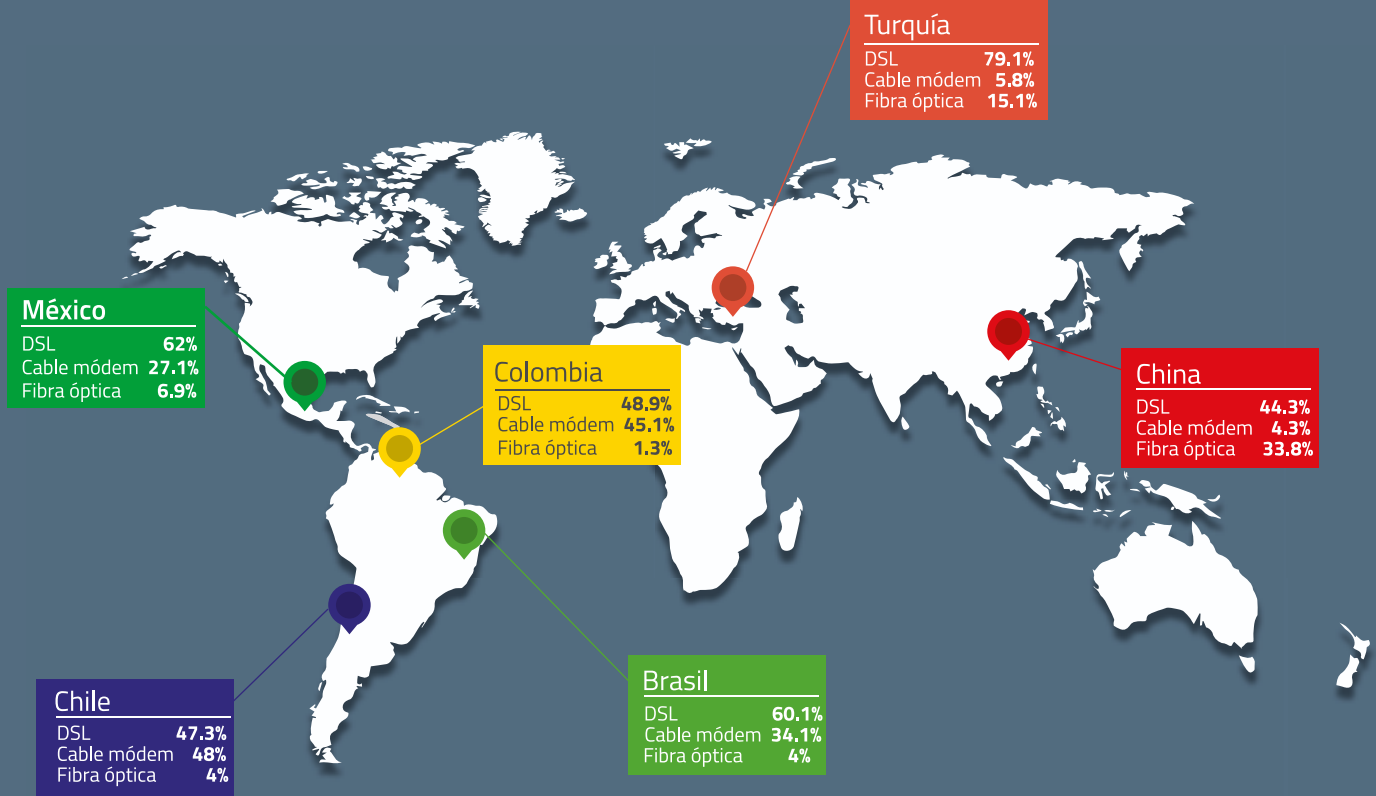 Turquía
DSL 79.1%
Cable módem 5.8%
Fibra óptica 15.1%
México
DSL 62%
Cable módem 27.1%
Fibra óptica 6.9%
Colombia
DSL 48.9%
Cable módem 45.1%
Fibra óptica 1.3%
China
DSL 44.3%
Cable módem 4.3%
Fibra óptica 33.8%
Chile
DSL 47.3%
Cable módem 48%
Fibra óptica 4%
Brasil
DSL 60.1%
Cable módem 34.1%
Fibra óptica 4%